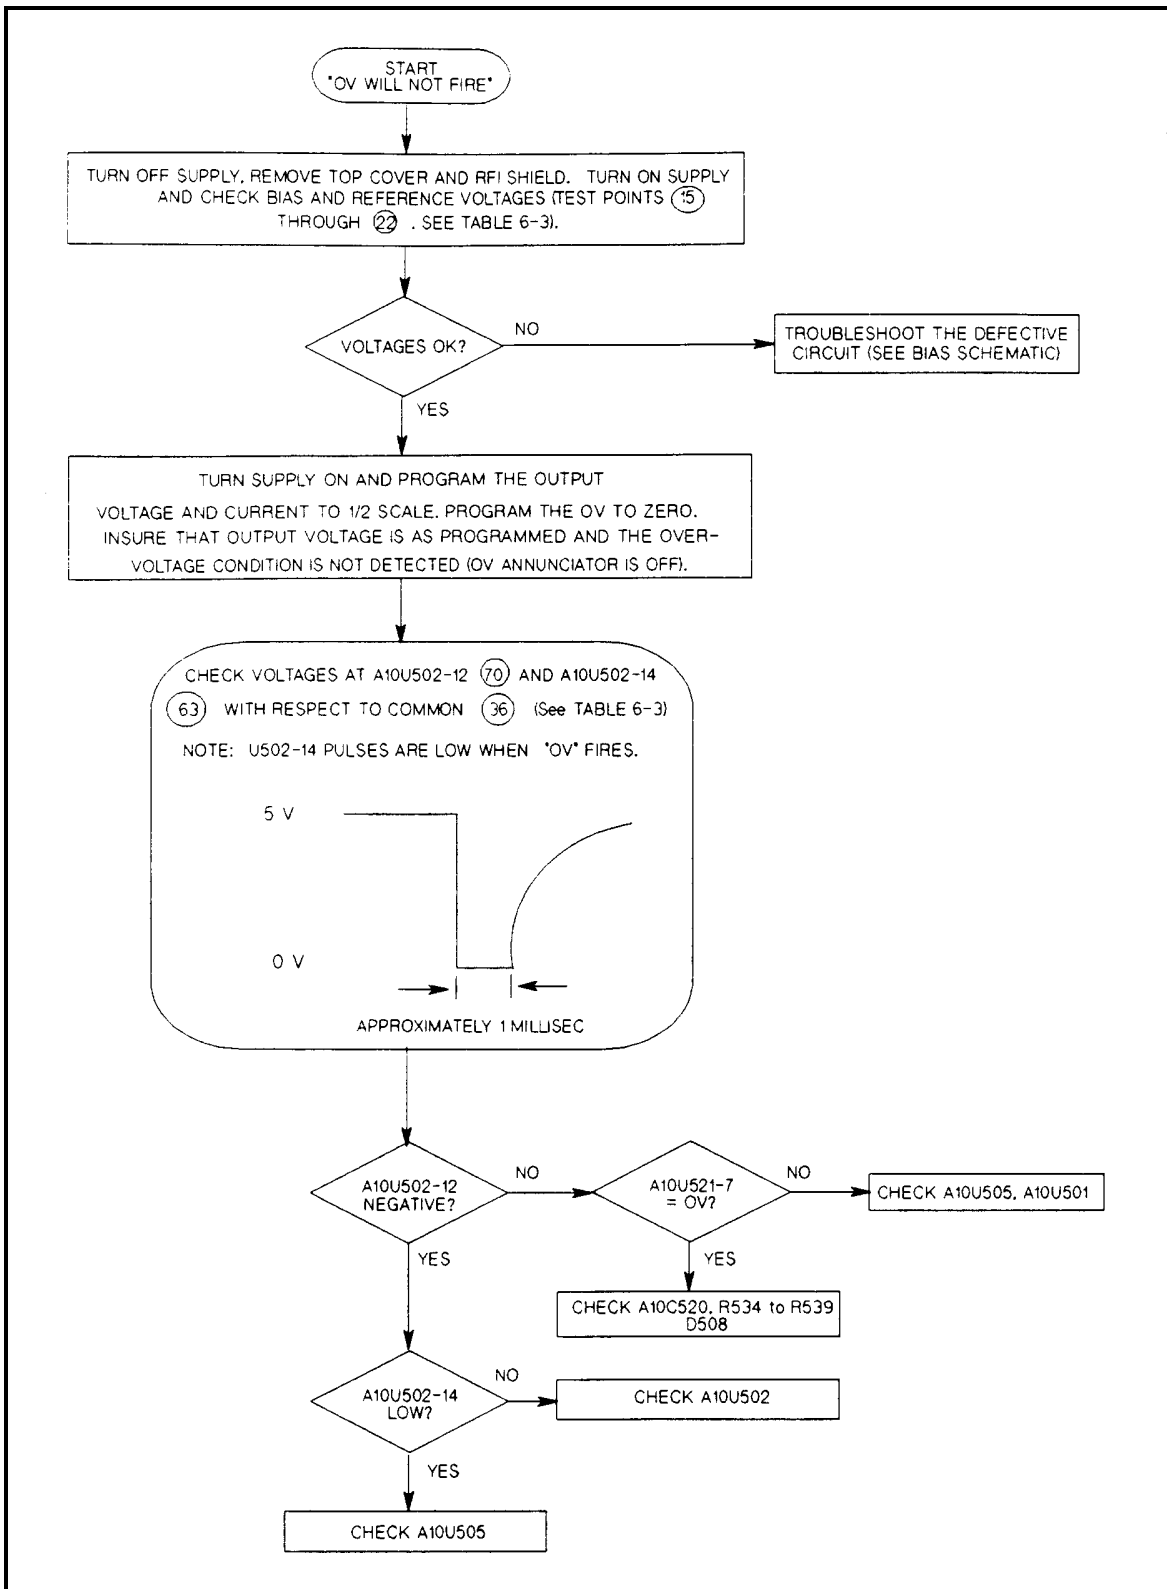 START
"OV WILL NOT FIRE"
TURN OFF SUPPLY, REMOVE TOP COVER AND RFI SHIELD. TURN ON SUPPLY
AND CHECK BIAS AND REFERENCE VOLTAGES (TEST POINTS 15
THROUGH 22 . SEE TABLE 6-3).
VOLTAGES OK?
NO
TROUBLESHOOT THE DEFECTIVE
CIRCUIT (SEE BIAS SCHEMATIC)
YES
TURN SUPPLY ON AND PROGRAM THE OUTPUT
VOLTAGE AND CURRENT TO 1/2 SCALE. PROGRAM THE OV TO ZERO.
INSURE THAT OUTPUT VOLTAGE IS AS PROGRAMMED AND THE OVER-
VOLTAGE CONDITION IS NOT DETECTED (OV ANNUNCIATOR IS OFF).
CHECK VOLTAGES AT A10U502-12 70 AND A10U502-14
63 WITH RESPECT TO COMMON 36 (See TABLE 6-3)
NOTE: U502-14 PULSES ARE LOW WHEN "OV" FIRES.
5 V
0 V
APPROXIMATELY 1 MILLISEC
A10U502-12
NEGATIVE?
NO
A10U521-7
= OV?
NO
CHECK A10U505, A10U501
YES
YES
CHECK A10C520, R534 to R539
D508
A10U502-14
LOW?
NO
CHECK A10U502
YES
CHECK A10U505